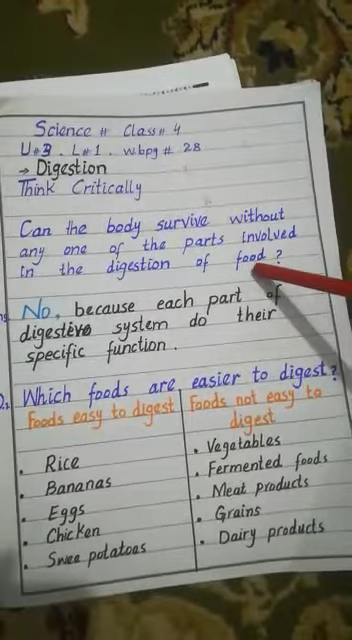 Science # Class # 4
U#3 . L#1 . w.bpg # 28
→ Digestion
Think Critically
Can the body survive without
any one of the parts involved
in the digestion of food ?
No, because each part of
digesteve system do their
specific function .
Which foods are easier to digest?
Foods easy to digest
Rice
Bananas
Eggs
Chicken
Swee potatoes
Foods not easy to
digest
Vegetables
Fermented foods
Meat products
Grains
Dairy products